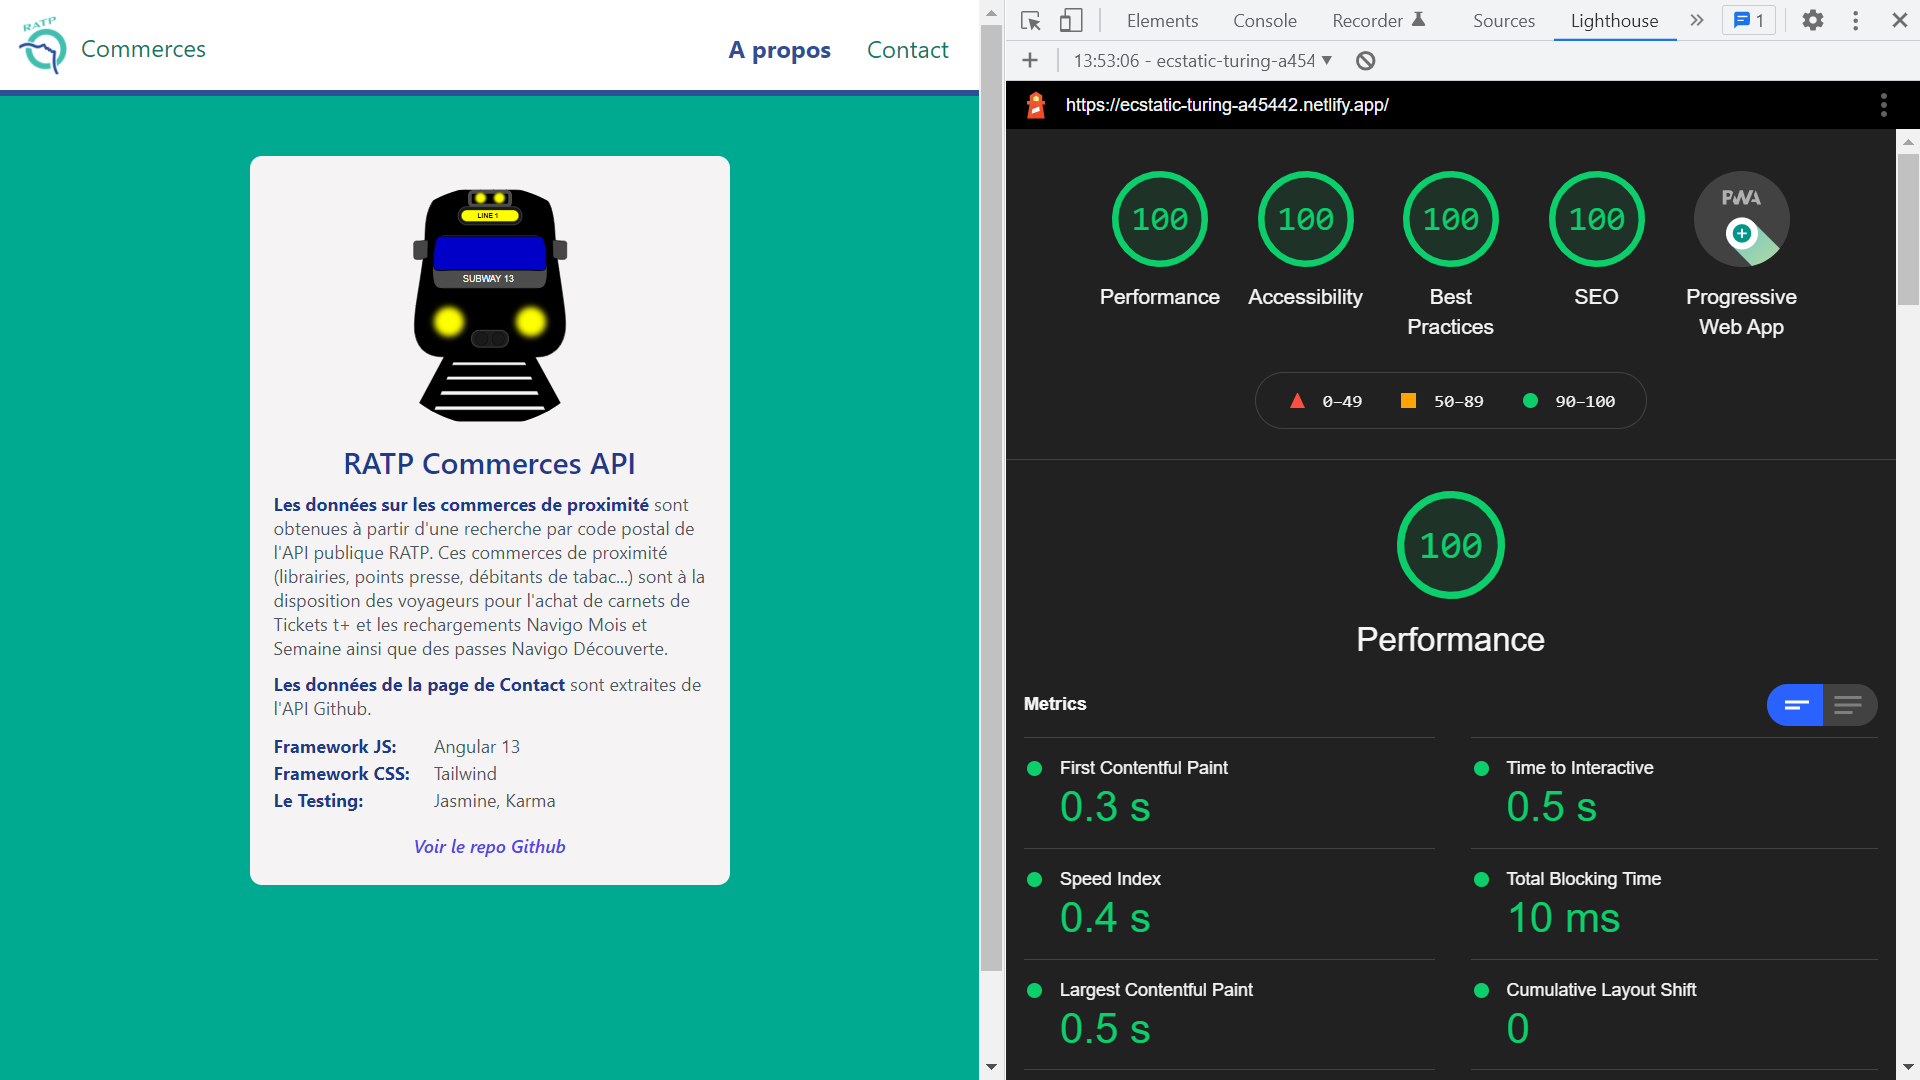 RATP
Commerces
A propos
Contact
LINE 1
SUBWAY 13
RATP Commerces API
Les données sur les commerces de proximité sont
obtenues à partir d'une recherche par code postal de
l'API publique RATP. Ces commerces de proximité
(librairies, points presse, débitants de tabac...) sont à la
disposition des voyageurs pour l'achat de carnets de
Tickets t+ et les rechargements Navigo Mois et
Semaine ainsi que des passes Navigo Découverte.
Les données de la page de Contact sont extraites de
l'API Github.
Framework JS: Angular 13
Framework CSS: Tailwind
Le Testing: Jasmine, Karma
Voir le repo Github
Elements
Console
Recorder
Sources
Lighthouse
1
13:53:06 - ecstatic-turing-a454
https://ecstatic-turing-a45442.netlify.app/
100
Performance
100
Accessibility
100
Best
Practices
100
SEO
PWA
Progressive
Web App
0–49
50–89
90–100
100
Performance
Metrics
First Contentful Paint
0.3 s
Time to Interactive
0.5 s
Speed Index
0.4 s
Total Blocking Time
10 ms
Largest Contentful Paint
0.5 s
Cumulative Layout Shift
0